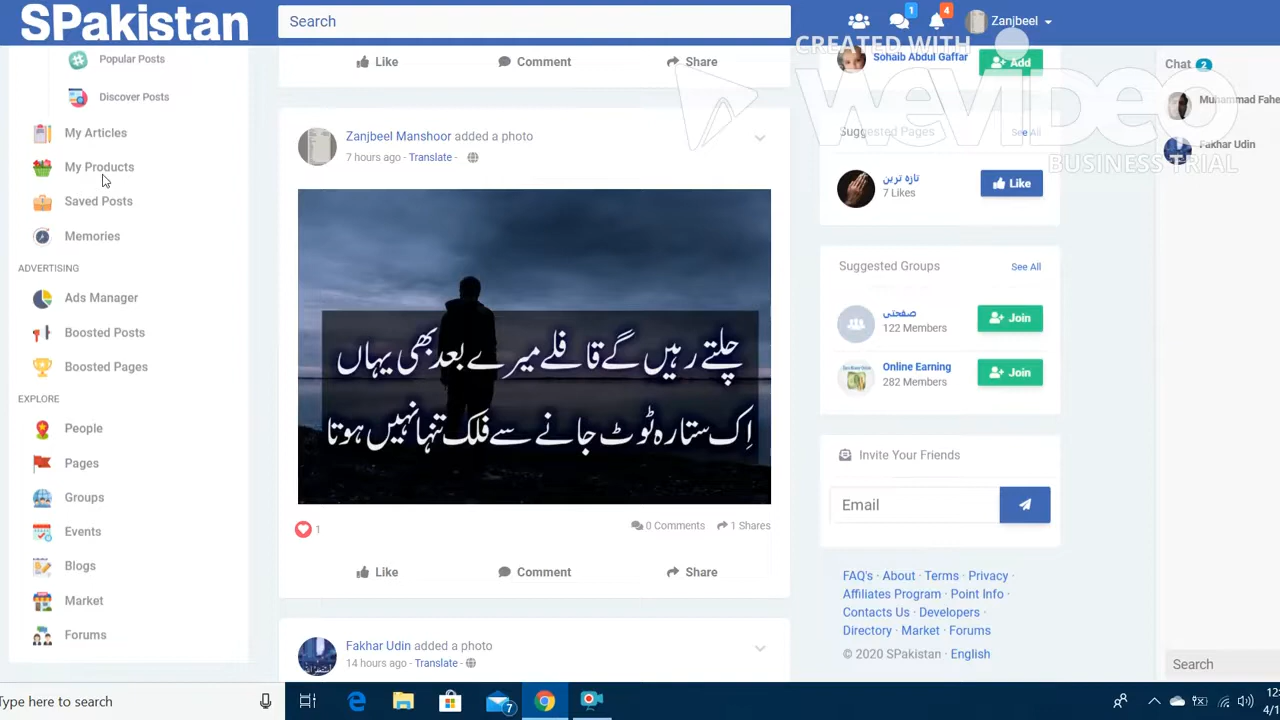 SPakistan
Search
1
4
Zanjbeel
CREATED WITH
WEVIDEO
BUSINESS TRIAL
Popular Posts
Discover Posts
My Articles
My Products
Saved Posts
Memories
ADVERTISING
Ads Manager
Boosted Posts
Boosted Pages
EXPLORE
People
Pages
Groups
Events
Blogs
Market
Forums
Like Comment Share
Zanjbeel Manshoor added a photo
7 hours ago - Translate -
چلتے رہیں گے قافلے میرے بعد بھی یہاں
اِک ستارہ ٹوٹ جانے سے فلک تنہا نہیں ہوتا
1
0 Comments 1 Shares
Like Comment Share
Fakhar Udin added a photo
14 hours ago - Translate -
Sohaib Abdul Gaffar
Add
Suggested Pages See All
تازہ ترین
7 Likes
Like
Suggested Groups See All
صفحتی
122 Members
Join
Online Earning
282 Members
Join
Invite Your Friends
Email
FAQ's · About · Terms · Privacy ·
Affiliates Program · Point Info ·
Contacts Us · Developers ·
Directory · Market · Forums
© 2020 SPakistan · English
Chat 2
Muhammad Fahe
Fakhar Udin
Search
Type here to search
7
12:
4/1